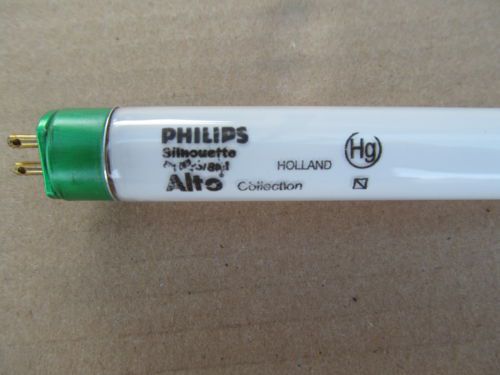 PHILIPS
Silhouette
Alto Collection
HOLLAND
Hg